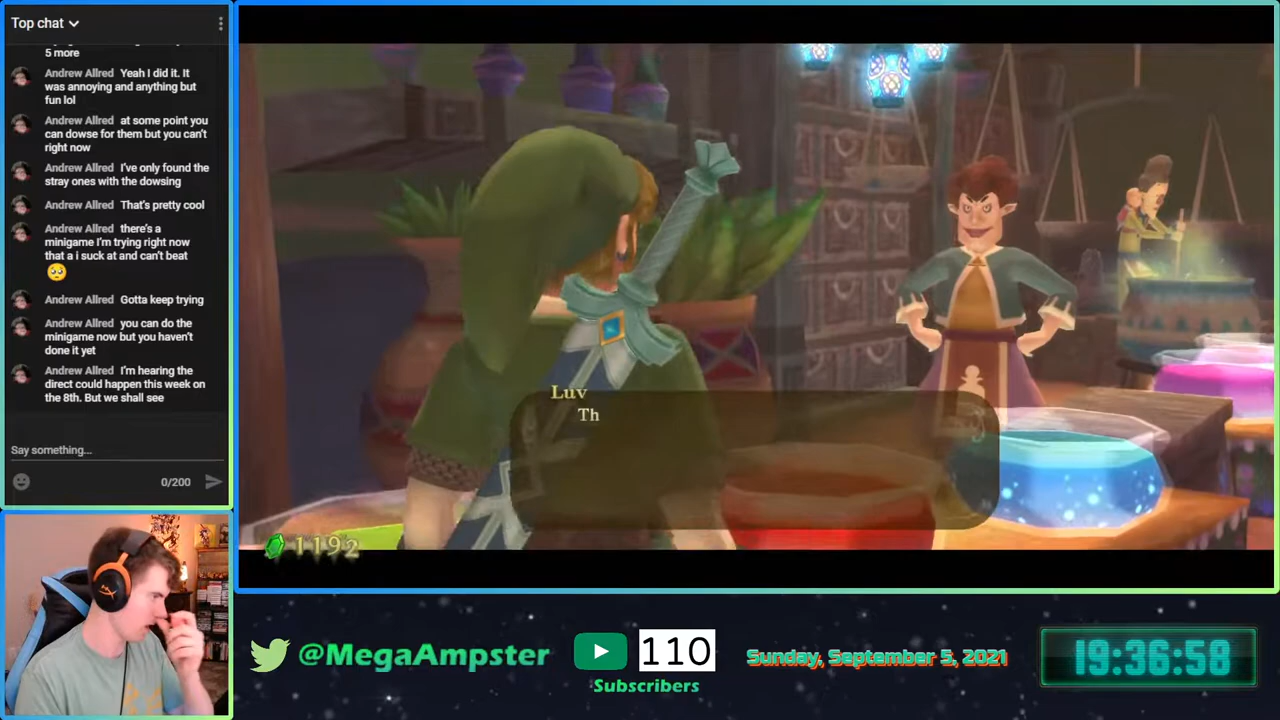 Top chat
5 more
Andrew Allred Yeah I did it. It
was annoying and anything but
fun lol
Andrew Allred at some point you
can dowse for them but you can't
right now
Andrew Allred I've only found the
stray ones with the dowsing
Andrew Allred That's pretty cool
Andrew Allred there's a
minigame I'm trying right now
that a i suck at and can't beat
🥺
Andrew Allred Gotta keep trying
Andrew Allred you can do the
minigame now but you haven't
done it yet
Andrew Allred I'm hearing the
direct could happen this week on
the 8th. But we shall see
Say something...
0/200
Luv
Th
1192
@MegaAmpster
110
Subscribers
Sunday, September 5, 2021
19:36:58